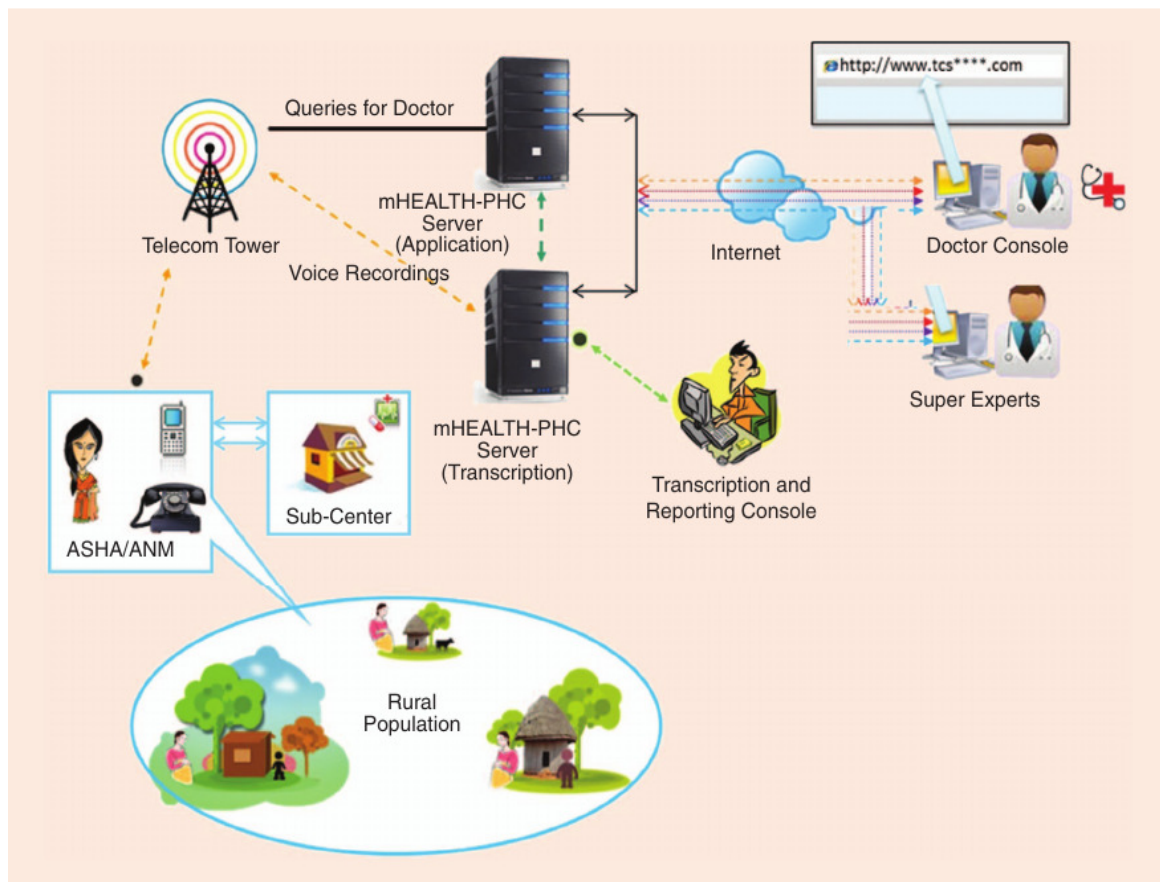 http://www.tcs****.com
Queries for Doctor
mHEALTH-PHC
Server
(Application)
Telecom Tower
Voice Recordings
Internet
Doctor Console
Super Experts
mHEALTH-PHC
Server
(Transcription)
Transcription and
Reporting Console
Sub-Center
ASHA/ANM
Rural
Population